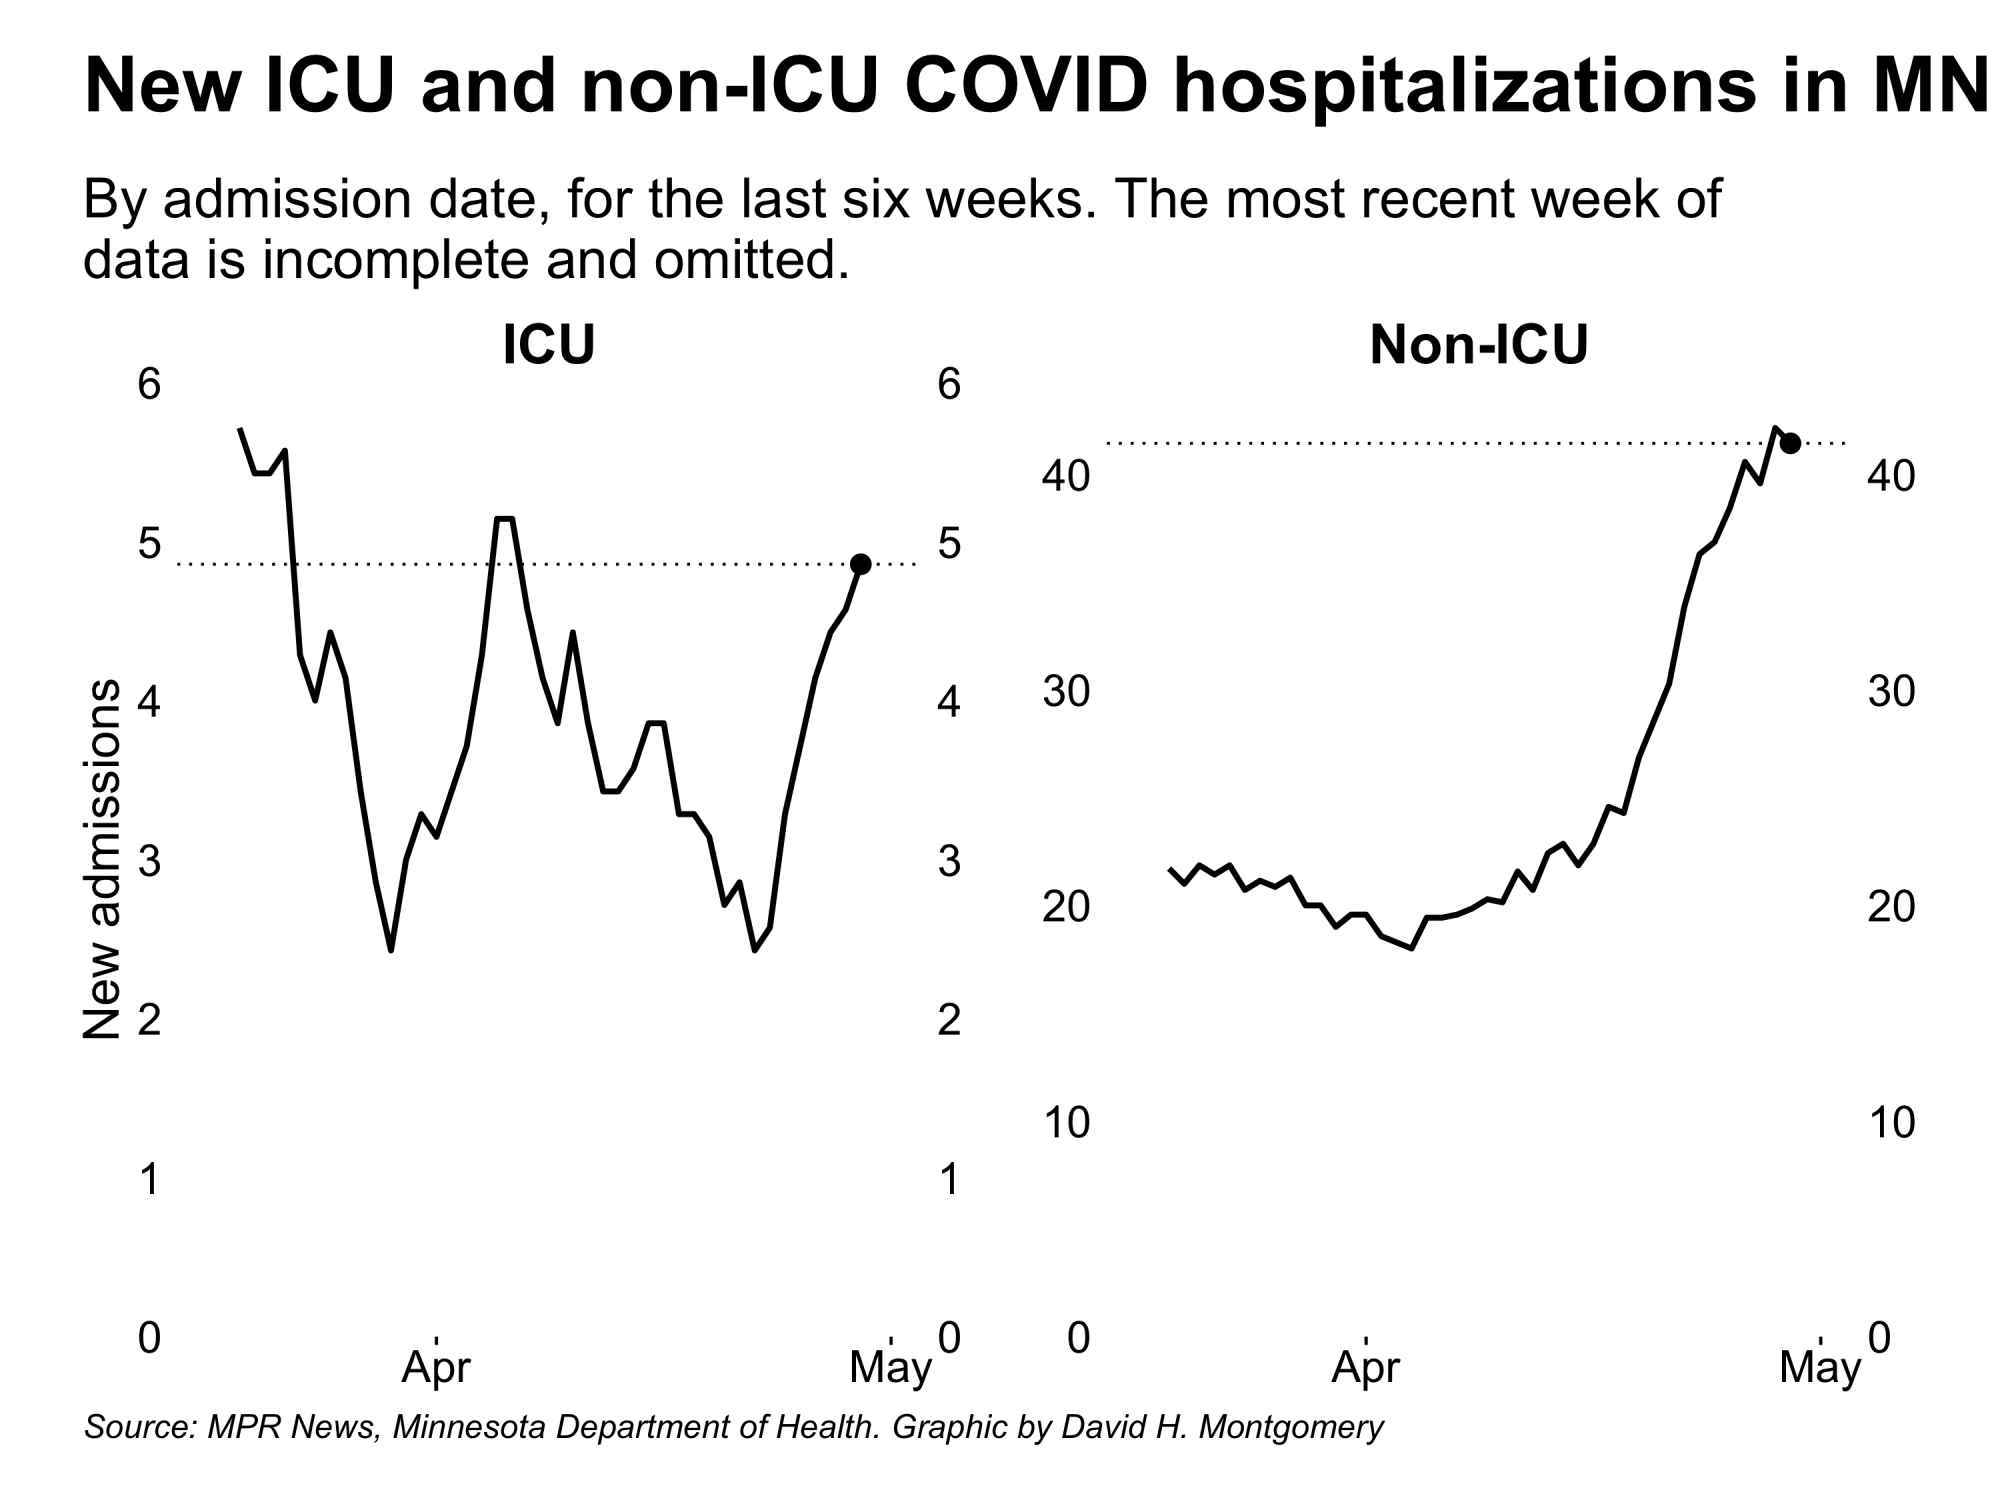 New ICU and non-ICU COVID hospitalizations in MN
By admission date, for the last six weeks. The most recent week of
data is incomplete and omitted.
ICU
New admissions
6
5
4
3
2
1
0
6
5
4
3
2
1
0
Apr
May
Non-ICU
40
30
20
10
0
40
30
20
10
0
Apr
May
Source: MPR News, Minnesota Department of Health. Graphic by David H. Montgomery